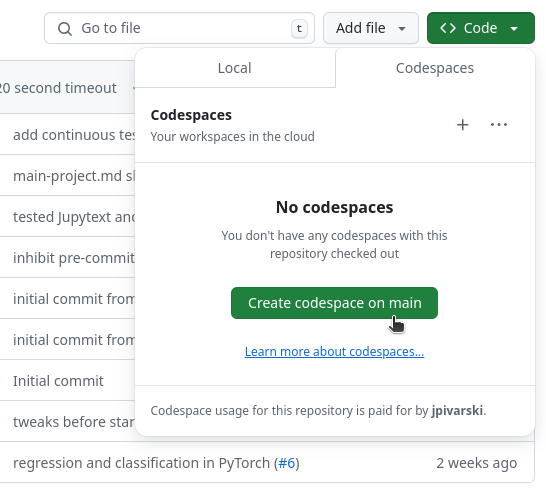 Go to file
t
Add file
Code
20 second timeout
Local
Codespaces
add continuous tes
Codespaces
Your workspaces in the cloud
main-project.md sl
tested Jupytext and
No codespaces
You don't have any codespaces with this
repository checked out
inhibit pre-commit
initial commit from
Create codespace on main
initial commit from
Learn more about codespaces...
Initial commit
tweaks before star
Codespace usage for this repository is paid for by jpivarski.
regression and classification in PyTorch (#6)
2 weeks ago